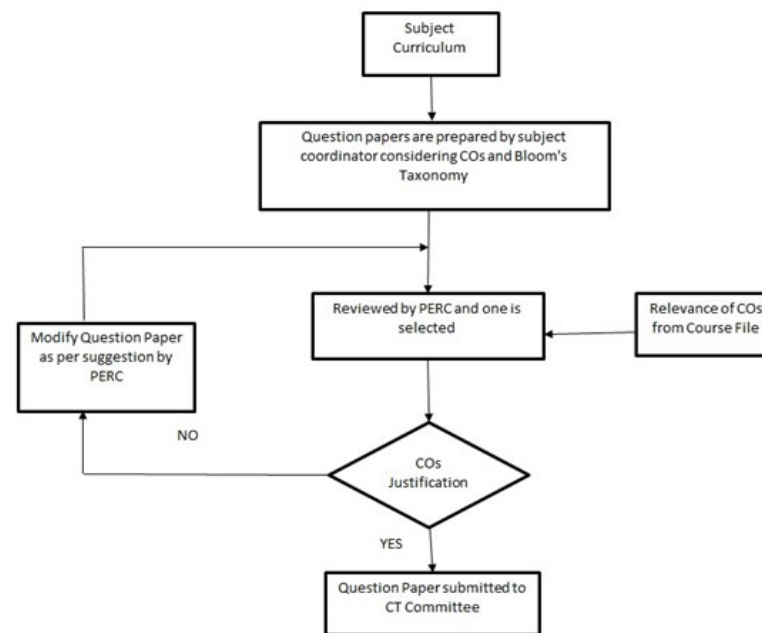 Subject
Curriculum
Question papers are prepared by subject
coordinator considering COs and Bloom's
Taxonomy
Reviewed by PERC and one is
selected
Relevance of COs
from Course File
Modify Question Paper
as per suggestion by
PERC
NO
COs
Justification
YES
Question Paper submitted to
CT Committee